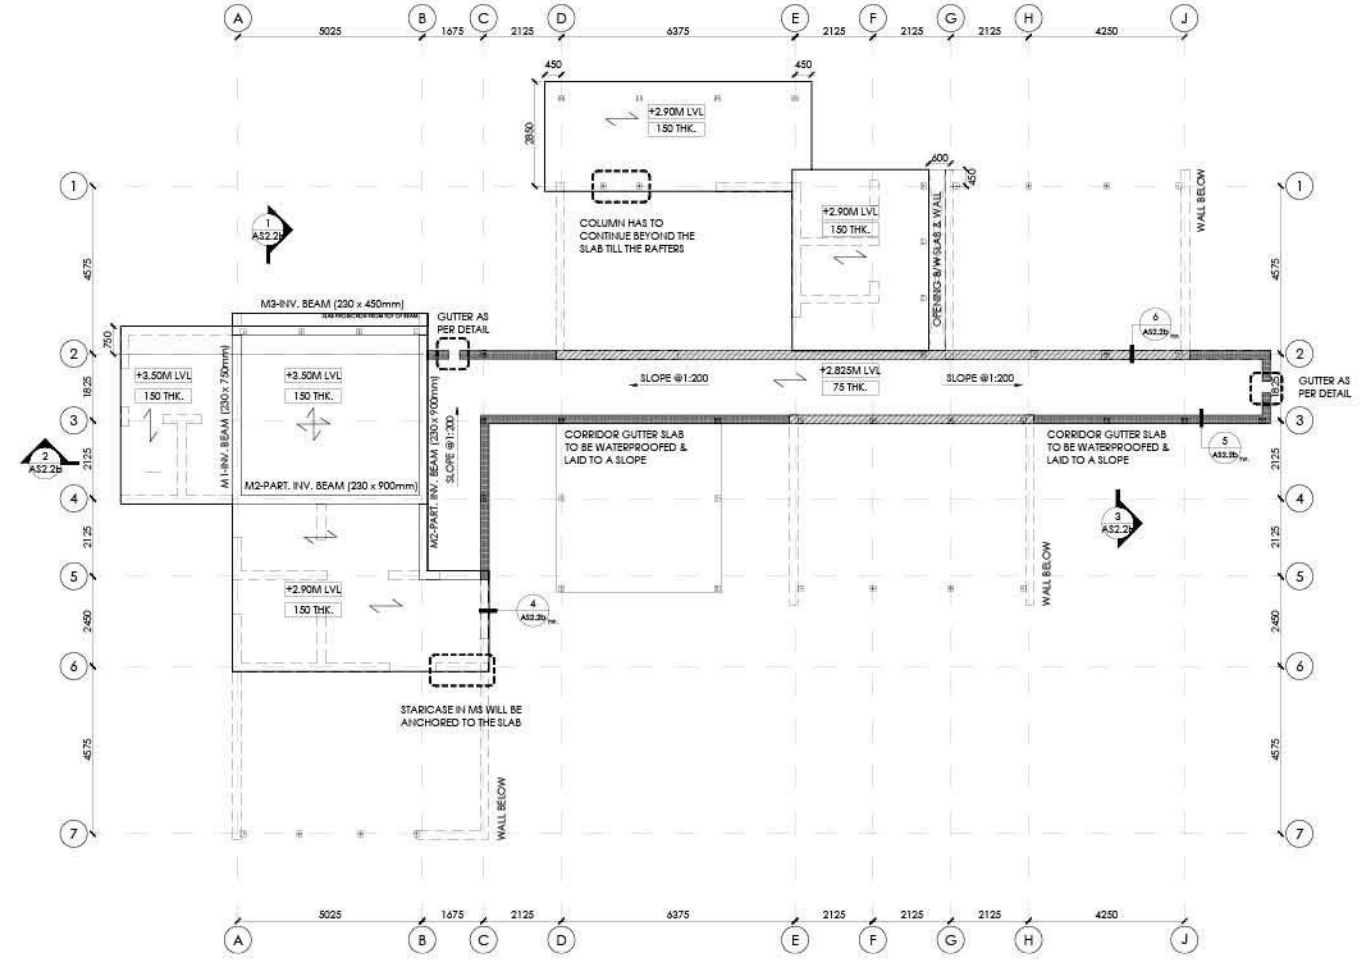 A B C D E F G H J
5025 1675 2125 6375 2125 2125 2125 4250
450 450
+2.90M LVL
150 THK.
2850
600
450
1 1
WALL BELOW
+2.90M LVL
150 THK.
OPENING B/W SLAB & WALL
COLUMN HAS TO
CONTINUE BEYOND THE
SLAB TILL THE RAFTERS
1
AS2.2b
4575 4575
M3-INV. BEAM (230 x 450mm)
SLAB PROJECTION FROM TOP OF BEAM
GUTTER AS
PER DETAIL
6
AS2.2b
750
2 2
+3.50M LVL
150 THK.
+3.50M LVL
150 THK.
M1-INV. BEAM (230 x 750mm)
M2-PART. INV. BEAM (230 x 900mm)
SLOPE @1:200
SLOPE @1:200
+2.825M LVL
75 THK.
SLOPE @1:200
GUTTER AS
PER DETAIL
1825 1825
3 3
CORRIDOR GUTTER SLAB
TO BE WATERPROOFED &
LAID TO A SLOPE
CORRIDOR GUTTER SLAB
TO BE WATERPROOFED &
LAID TO A SLOPE
5
AS2.2b
2
AS2.2b
2125 2125
M2-PART. INV. BEAM (230 x 900mm)
4 4
3
AS2.2b
2125 2125
WALL BELOW
5 5
+2.90M LVL
150 THK.
4
AS2.2b
2450 2450
6 6
STARICASE IN MS WILL BE
ANCHORED TO THE SLAB
4575 4575
WALL BELOW
7 7
5025 1675 2125 6375 2125 2125 2125 4250
A B C D E F G H J